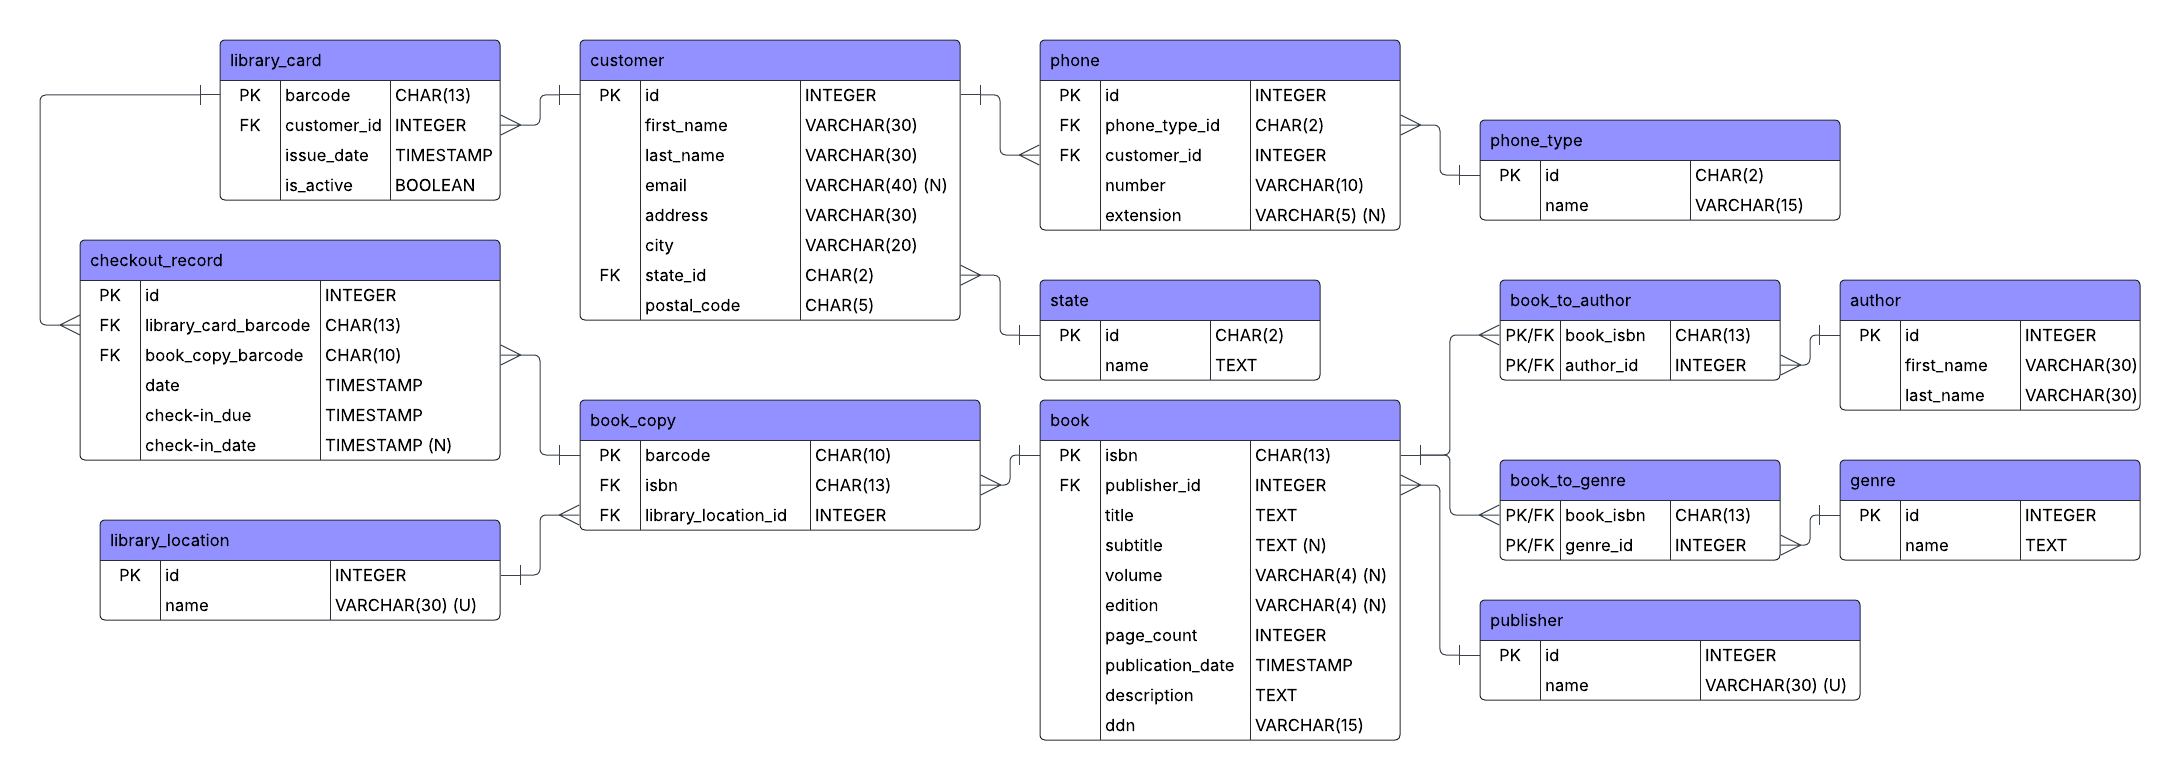 library_card
PK barcode CHAR(13)
FK customer_id INTEGER
issue_date TIMESTAMP
is_active BOOLEAN
customer
PK id INTEGER
first_name VARCHAR(30)
last_name VARCHAR(30)
email VARCHAR(40) (N)
address VARCHAR(30)
city VARCHAR(20)
FK state_id CHAR(2)
postal_code CHAR(5)
phone
PK id INTEGER
FK phone_type_id CHAR(2)
FK customer_id INTEGER
number VARCHAR(10)
extension VARCHAR(5) (N)
phone_type
PK id CHAR(2)
name VARCHAR(15)
checkout_record
PK id INTEGER
FK library_card_barcode CHAR(13)
FK book_copy_barcode CHAR(10)
date TIMESTAMP
check-in_due TIMESTAMP
check-in_date TIMESTAMP (N)
state
PK id CHAR(2)
name TEXT
book_to_author
PK/FK book_isbn CHAR(13)
PK/FK author_id INTEGER
author
PK id INTEGER
first_name VARCHAR(30)
last_name VARCHAR(30)
book_copy
PK barcode CHAR(10)
FK isbn CHAR(13)
FK library_location_id INTEGER
book
PK isbn CHAR(13)
FK publisher_id INTEGER
title TEXT
subtitle TEXT (N)
volume VARCHAR(4) (N)
edition VARCHAR(4) (N)
page_count INTEGER
publication_date TIMESTAMP
description TEXT
ddn VARCHAR(15)
book_to_genre
PK/FK book_isbn CHAR(13)
PK/FK genre_id INTEGER
genre
PK id INTEGER
name TEXT
library_location
PK id INTEGER
name VARCHAR(30) (U)
publisher
PK id INTEGER
name VARCHAR(30) (U)